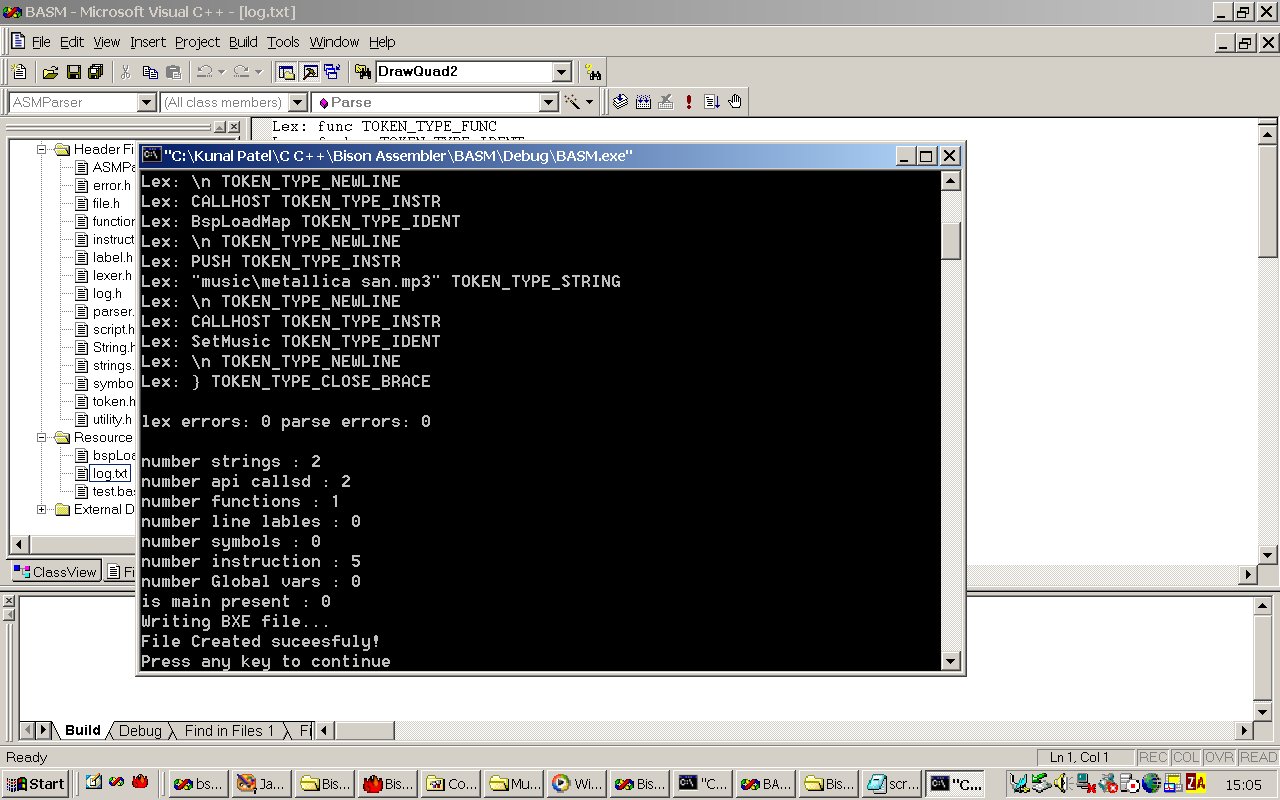 BASM - Microsoft Visual C++ - [log.txt]
File Edit View Insert Project Build Tools Window Help
DrawQuad2
ASMParser (All class members) Parse
Lex: func TOKEN_TYPE_FUNC
Header Fi
ASMPa
error.h
file.h
function
instruct
label.h
lexer.h
log.h
parser.
script.h
String.h
strings.
symbo
token.h
utility.h
Resource
bspLoa
log.txt
test.ba
External D
ClassView
"C:\Kunal Patel\C C++\Bison Assembler\BASM\Debug\BASM.exe"
Lex: \n TOKEN_TYPE_NEWLINE
Lex: CALLHOST TOKEN_TYPE_INSTR
Lex: BspLoadMap TOKEN_TYPE_IDENT
Lex: \n TOKEN_TYPE_NEWLINE
Lex: PUSH TOKEN_TYPE_INSTR
Lex: "music\metallica san.mp3" TOKEN_TYPE_STRING
Lex: \n TOKEN_TYPE_NEWLINE
Lex: CALLHOST TOKEN_TYPE_INSTR
Lex: SetMusic TOKEN_TYPE_IDENT
Lex: \n TOKEN_TYPE_NEWLINE
Lex: } TOKEN_TYPE_CLOSE_BRACE
lex errors: 0 parse errors: 0
number strings : 2
number api callsd : 2
number functions : 1
number line lables : 0
number symbols : 0
number instruction : 5
number Global vars : 0
is main present : 0
Writing BXE file...
File Created suceesfuly!
Press any key to continue
Build Debug Find in Files 1 F
Ready Ln 1, Col 1 REC COL OVR READ
Start bs... Ja... Bis... Bis... Co... Mu... Wi... Bis... "C... BA... Bis... scr... "C... 15:05